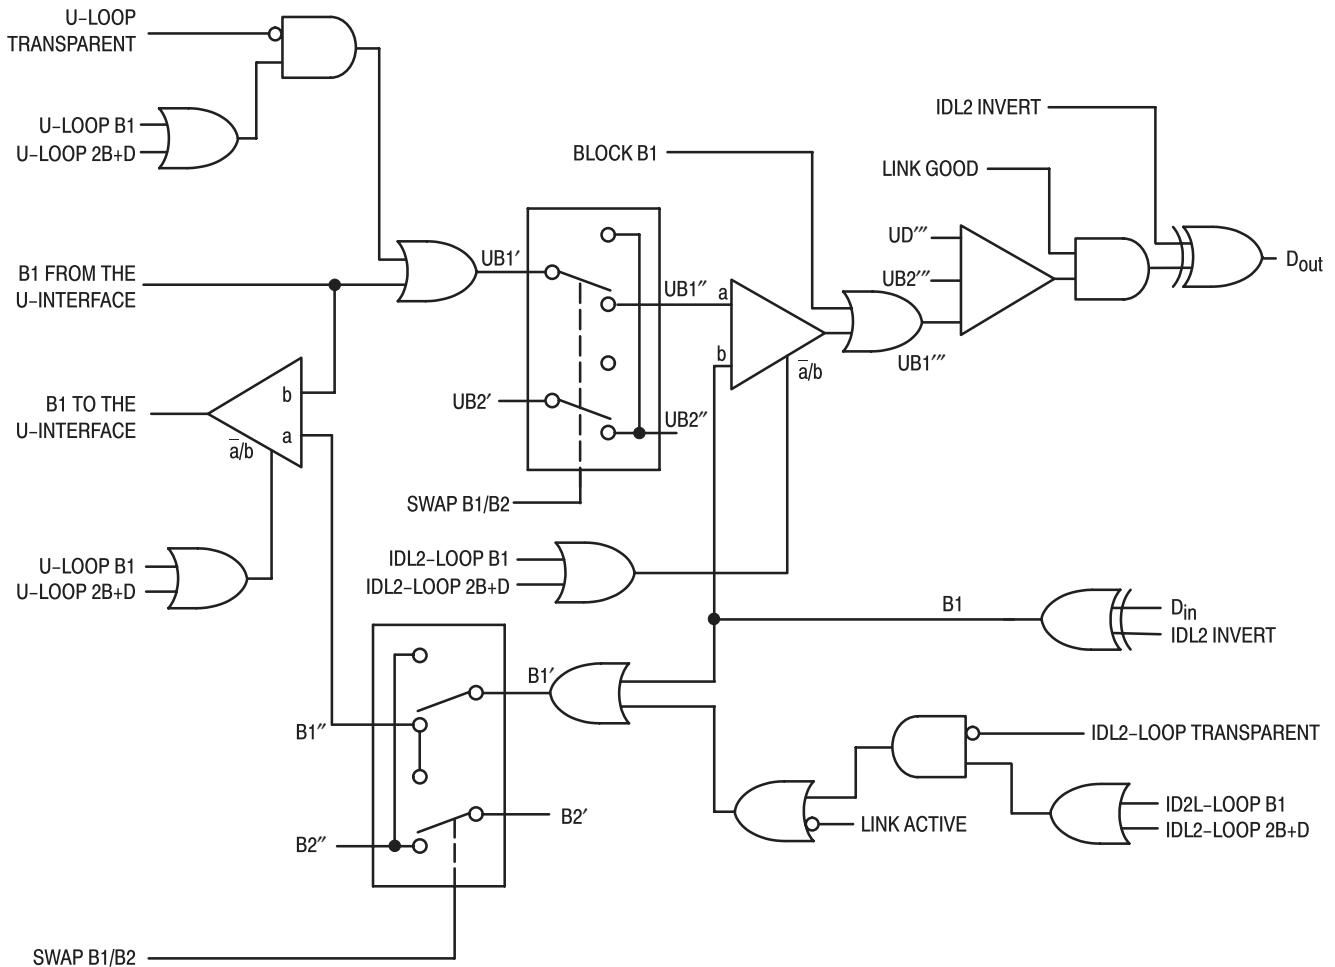 U–LOOP
TRANSPARENT
U–LOOP B1
U–LOOP 2B+D
IDL2 INVERT
BLOCK B1
LINK GOOD
UD‴
UB2‴
Dout
B1 FROM THE
U–INTERFACE
UB1′
UB1″
a
b
a/b
UB1‴
B1 TO THE
U–INTERFACE
b
a
a/b
UB2′
UB2″
SWAP B1/B2
U–LOOP B1
U–LOOP 2B+D
IDL2–LOOP B1
IDL2–LOOP 2B+D
B1
Din
IDL2 INVERT
B1′
B1″
IDL2–LOOP TRANSPARENT
B2′
B2″
LINK ACTIVE
ID2L–LOOP B1
IDL2–LOOP 2B+D
SWAP B1/B2